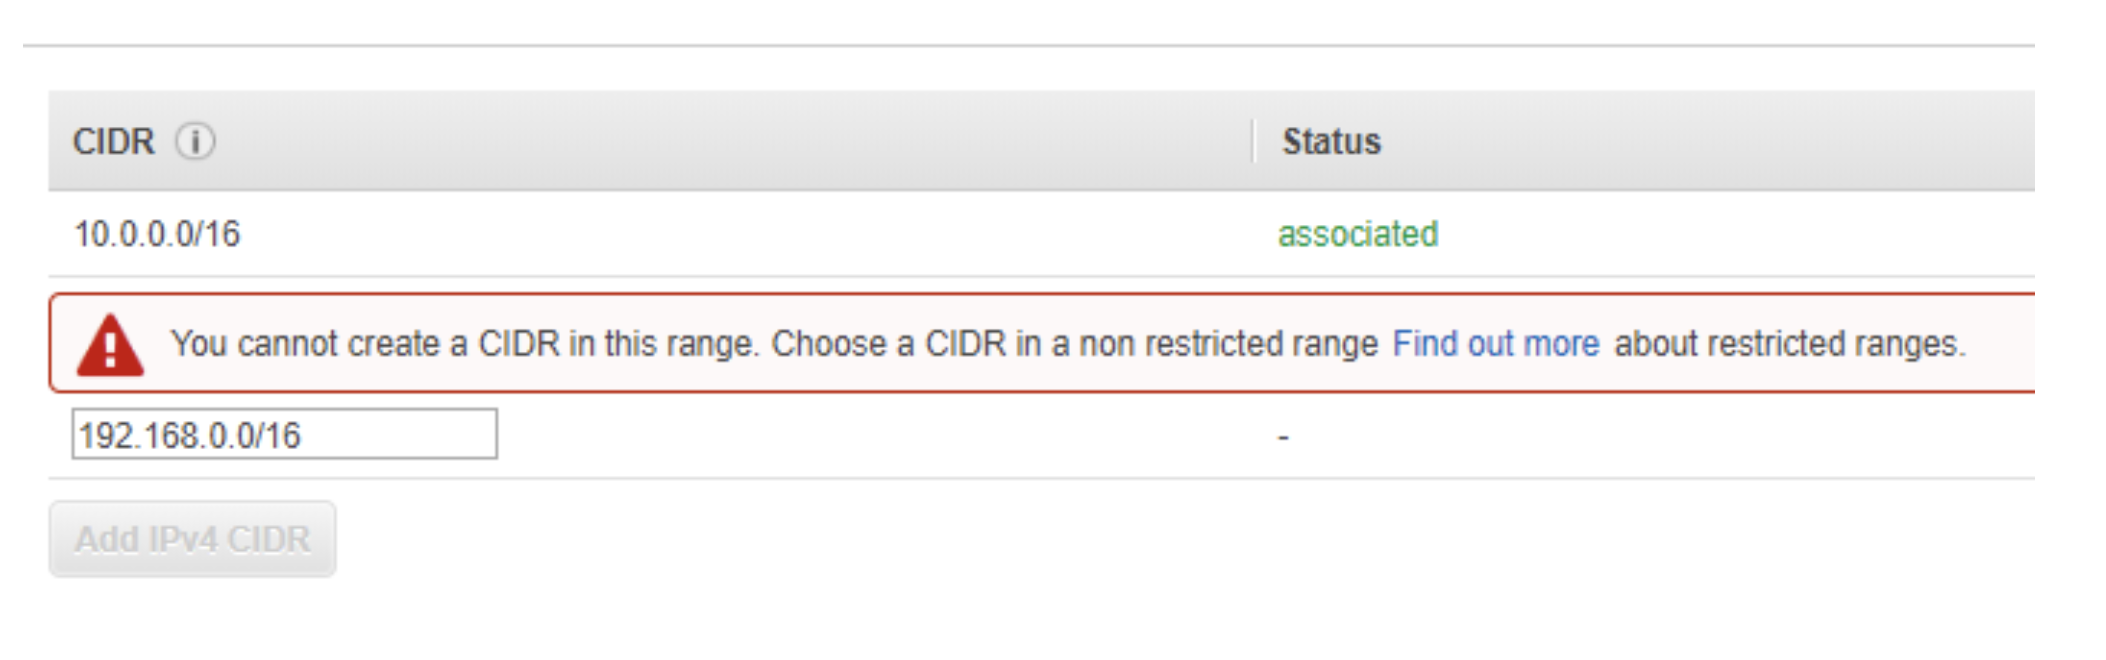 CIDR Status
10.0.0.0/16 associated
You cannot create a CIDR in this range. Choose a CIDR in a non restricted range Find out more about restricted ranges.
192.168.0.0/16 -
Add IPv4 CIDR